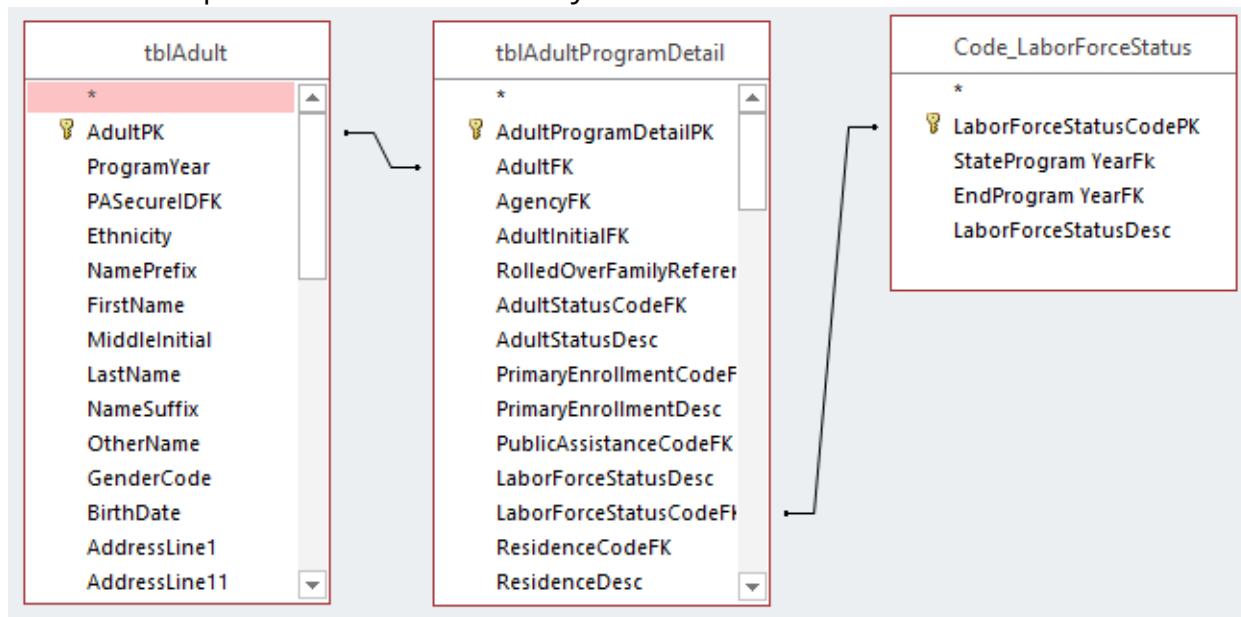 tblAdult
*
AdultPK
ProgramYear
PASecureIDFK
Ethnicity
NamePrefix
FirstName
MiddleInitial
LastName
NameSuffix
OtherName
GenderCode
BirthDate
AddressLine1
AddressLine11
tblAdultProgramDetail
*
AdultProgramDetailPK
AdultFK
AgencyFK
AdultInitialFK
RolledOverFamilyReferer
AdultStatusCodeFK
AdultStatusDesc
PrimaryEnrollmentCodeF
PrimaryEnrollmentDesc
PublicAssistanceCodeFK
LaborForceStatusDesc
LaborForceStatusCodeFK
ResidenceCodeFK
ResidenceDesc
Code_LaborForceStatus
*
LaborForceStatusCodePK
StateProgram YearFk
EndProgram YearFK
LaborForceStatusDesc